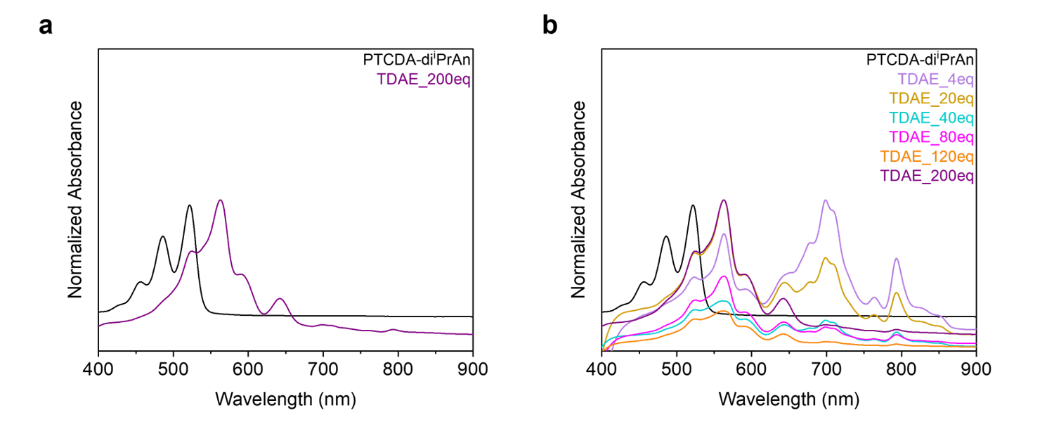 a
PTCDA-diⁱPrAn
TDAE_200eq
Normalized Absorbance
400 500 600 700 800 900
Wavelength (nm)
b
PTCDA-diⁱPrAn
TDAE_4eq
TDAE_20eq
TDAE_40eq
TDAE_80eq
TDAE_120eq
TDAE_200eq
Normalized Absorbance
400 500 600 700 800 900
Wavelength (nm)